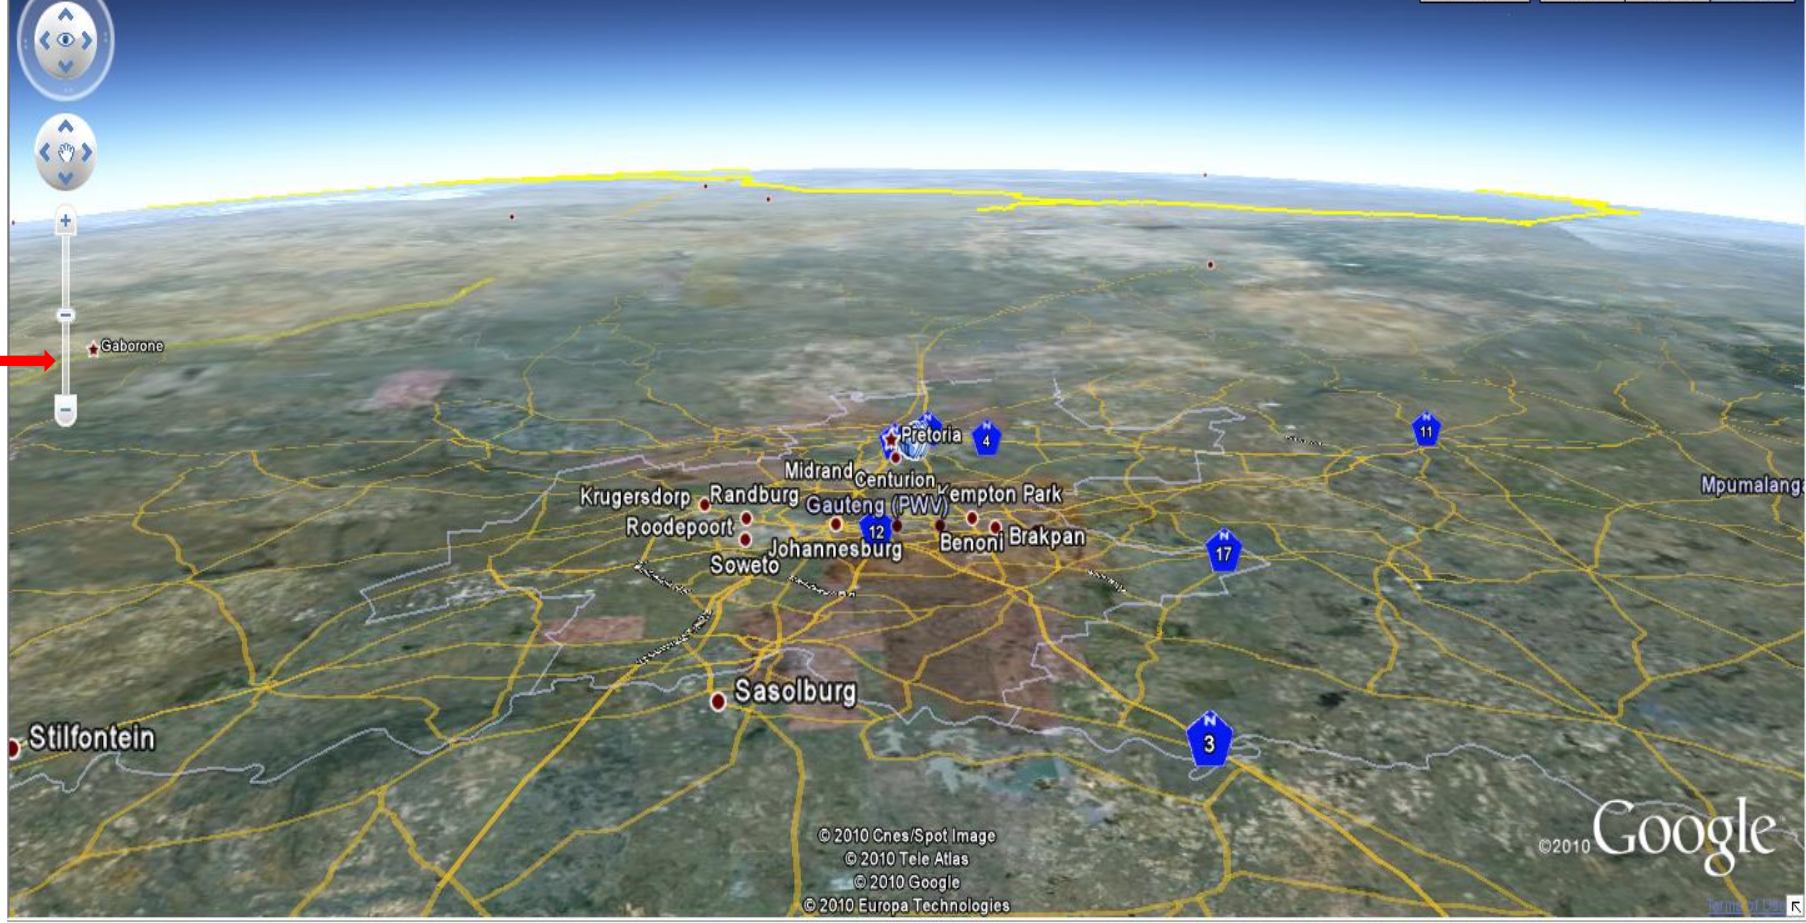 Gaborone
N
Pretoria
N
4
N
11
Midrand
Centurion
Mpumalanga
Krugersdorp
Randburg
Kempton Park
Gauteng (PWV)
Roodepoort
12
Johannesburg
Benoni
Brakpan
N
17
Soweto
Sasolburg
Stilfontein
N
3
© 2010 Cnes/Spot Image
© 2010 Tele Atlas
© 2010 Google
© 2010 Europa Technologies
©2010 Google